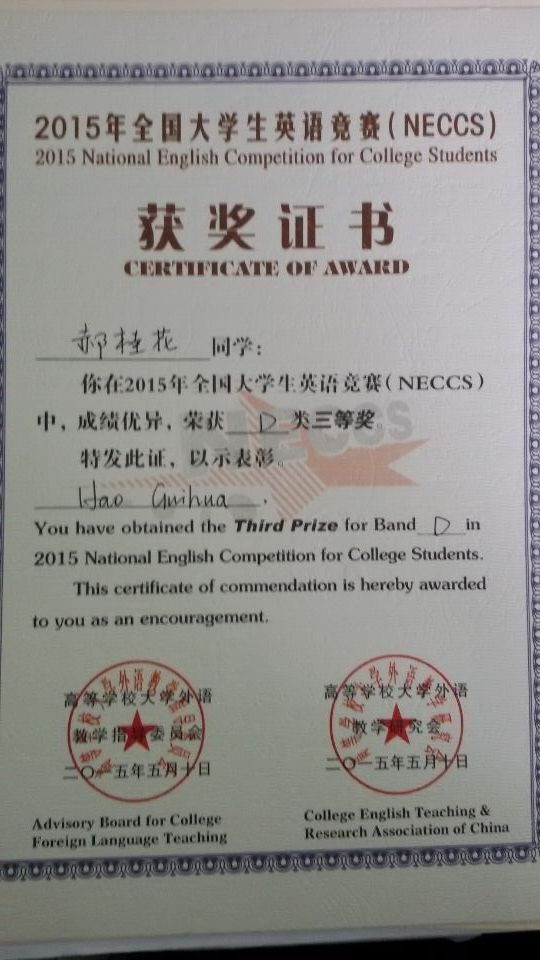 2015年全国大学生英语竞赛(NECCS)
2015 National English Competition for College Students
获奖证书
CERTIFICATE OF AWARD
郝桂花 同学:
你在2015年全国大学生英语竞赛(NECCS)
中,成绩优异,荣获 D 类三等奖。
特发此证,以示表彰。
NECCS
Hao Guihua .
You have obtained the Third Prize for Band D in
2015 National English Competition for College Students.
This certificate of commendation is hereby awarded
to you as an encouragement.
高等学校大学外语
教学指导委员会
二〇一五年五月十日
Advisory Board for College
Foreign Language Teaching
高等学校大学外语
教学研究会
二〇一五年五月十日
College English Teaching &
Research Association of China